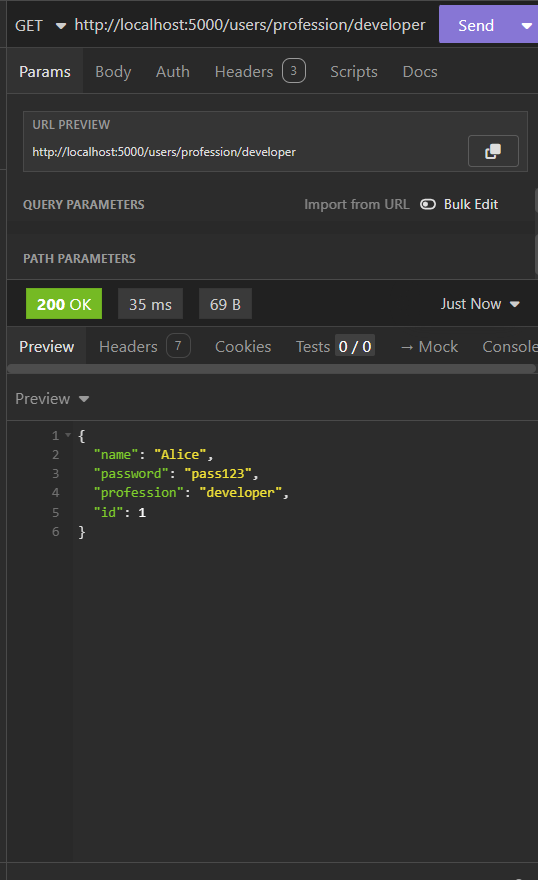 GET http://localhost:5000/users/profession/developer Send
Params Body Auth Headers 3 Scripts Docs
URL PREVIEW
http://localhost:5000/users/profession/developer
QUERY PARAMETERS Import from URL Bulk Edit
PATH PARAMETERS
200 OK 35 ms 69 B Just Now
Preview Headers 7 Cookies Tests 0 / 0 → Mock Console
Preview
1 {
2 "name": "Alice",
3 "password": "pass123",
4 "profession": "developer",
5 "id": 1
6 }